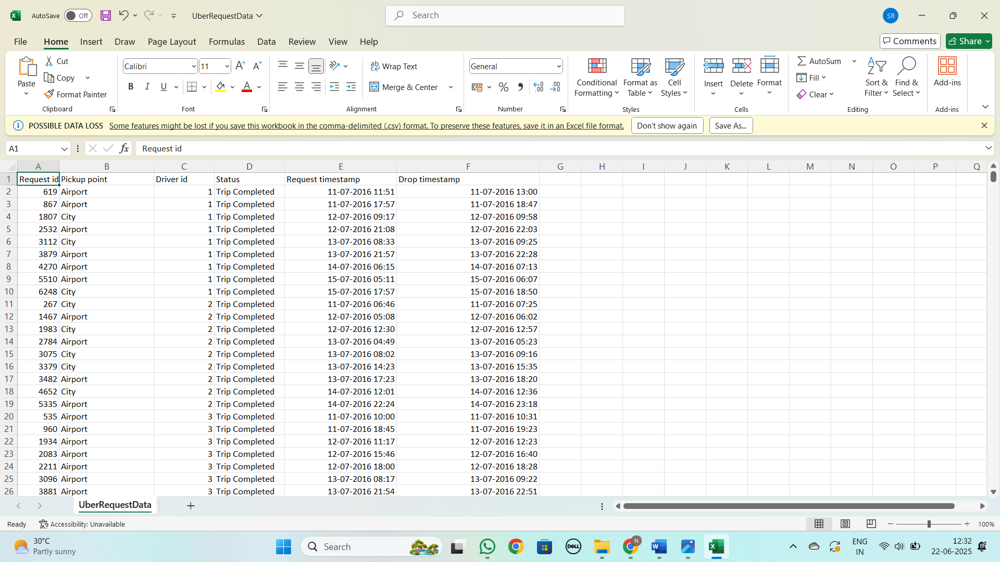 AutoSave Off UberRequestData Search SR
File Home Insert Draw Page Layout Formulas Data Review View Help Comments Share
Paste Cut Copy Format Painter Clipboard
Calibri 11 B I U A Font
Wrap Text Merge & Center Alignment
General % Number
Conditional Formatting Format as Table Cell Styles Styles
Insert Delete Format Cells
AutoSum Fill Clear Sort & Filter Find & Select Editing
Add-ins Add-ins
POSSIBLE DATA LOSS Some features might be lost if you save this workbook in the comma-delimited (.csv) format. To preserve these features, save it in an Excel file format. Don't show again Save As...
A1 fx Request id
A B C D E F G H I J K L M N O P Q
1 Request id Pickup point Driver id Status Request timestamp Drop timestamp
2 619 Airport 1 Trip Completed 11-07-2016 11:51 11-07-2016 13:00
3 867 Airport 1 Trip Completed 11-07-2016 17:57 11-07-2016 18:47
4 1807 City 1 Trip Completed 12-07-2016 09:17 12-07-2016 09:58
5 2532 Airport 1 Trip Completed 12-07-2016 21:08 12-07-2016 22:03
6 3112 City 1 Trip Completed 13-07-2016 08:33 13-07-2016 09:25
7 3879 Airport 1 Trip Completed 13-07-2016 21:57 13-07-2016 22:28
8 4270 Airport 1 Trip Completed 14-07-2016 06:15 14-07-2016 07:13
9 5510 Airport 1 Trip Completed 15-07-2016 05:11 15-07-2016 06:07
10 6248 City 1 Trip Completed 15-07-2016 17:57 15-07-2016 18:50
11 267 City 2 Trip Completed 11-07-2016 06:46 11-07-2016 07:25
12 1467 Airport 2 Trip Completed 12-07-2016 05:08 12-07-2016 06:02
13 1983 City 2 Trip Completed 12-07-2016 12:30 12-07-2016 12:57
14 2784 Airport 2 Trip Completed 13-07-2016 04:49 13-07-2016 05:23
15 3075 City 2 Trip Completed 13-07-2016 08:02 13-07-2016 09:16
16 3379 City 2 Trip Completed 13-07-2016 14:23 13-07-2016 15:35
17 3482 Airport 2 Trip Completed 13-07-2016 17:23 13-07-2016 18:20
18 4652 City 2 Trip Completed 14-07-2016 12:01 14-07-2016 12:36
19 5335 Airport 2 Trip Completed 14-07-2016 22:24 14-07-2016 23:18
20 535 Airport 3 Trip Completed 11-07-2016 10:00 11-07-2016 10:31
21 960 Airport 3 Trip Completed 11-07-2016 18:45 11-07-2016 19:23
22 1934 Airport 3 Trip Completed 12-07-2016 11:17 12-07-2016 12:23
23 2083 Airport 3 Trip Completed 12-07-2016 15:46 12-07-2016 16:40
24 2211 Airport 3 Trip Completed 12-07-2016 18:00 12-07-2016 18:28
25 3096 Airport 3 Trip Completed 13-07-2016 08:17 13-07-2016 09:22
26 3881 Airport 3 Trip Completed 13-07-2016 21:54 13-07-2016 22:51
UberRequestData
Ready Accessibility: Unavailable 100%
30°C Partly sunny Search DELL N W ENG IN 12:32 22-06-2025